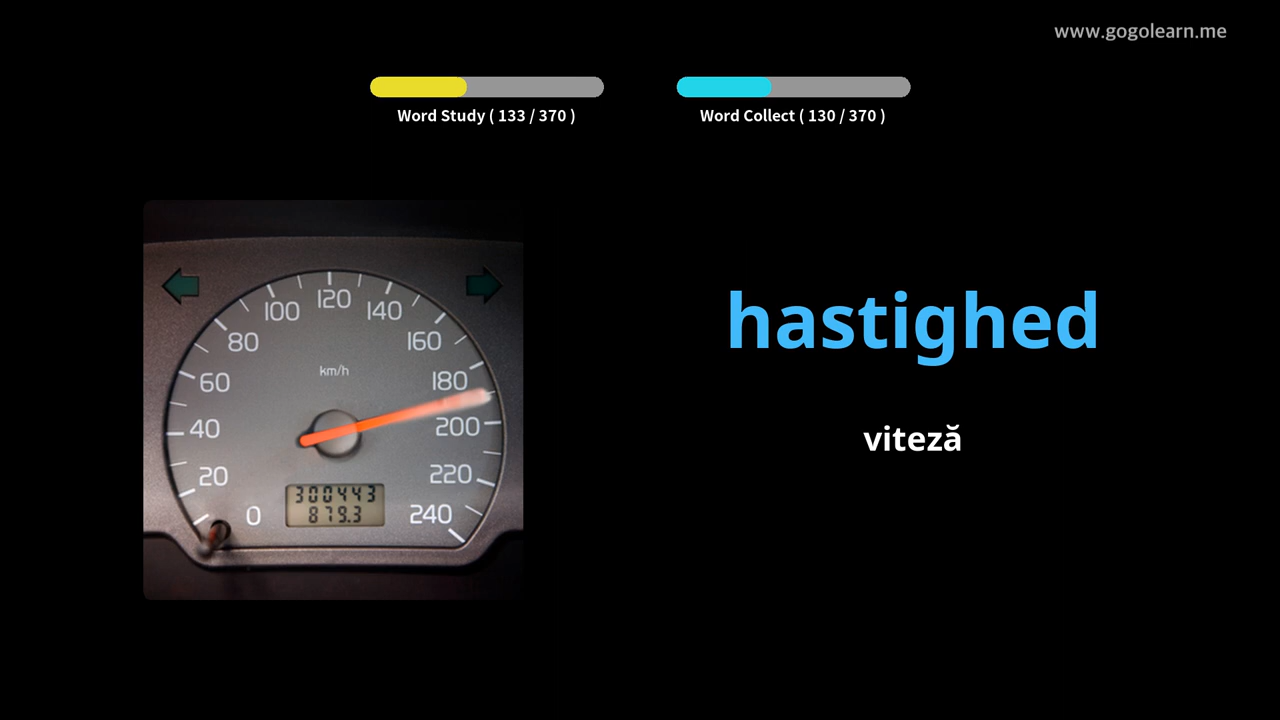 www.gogolearn.me
Word Study ( 133 / 370 )
Word Collect ( 130 / 370 )
hastighed
viteză
120
100
140
80
160
km/h
60
180
40
200
20
220
0
240
300443
879.3